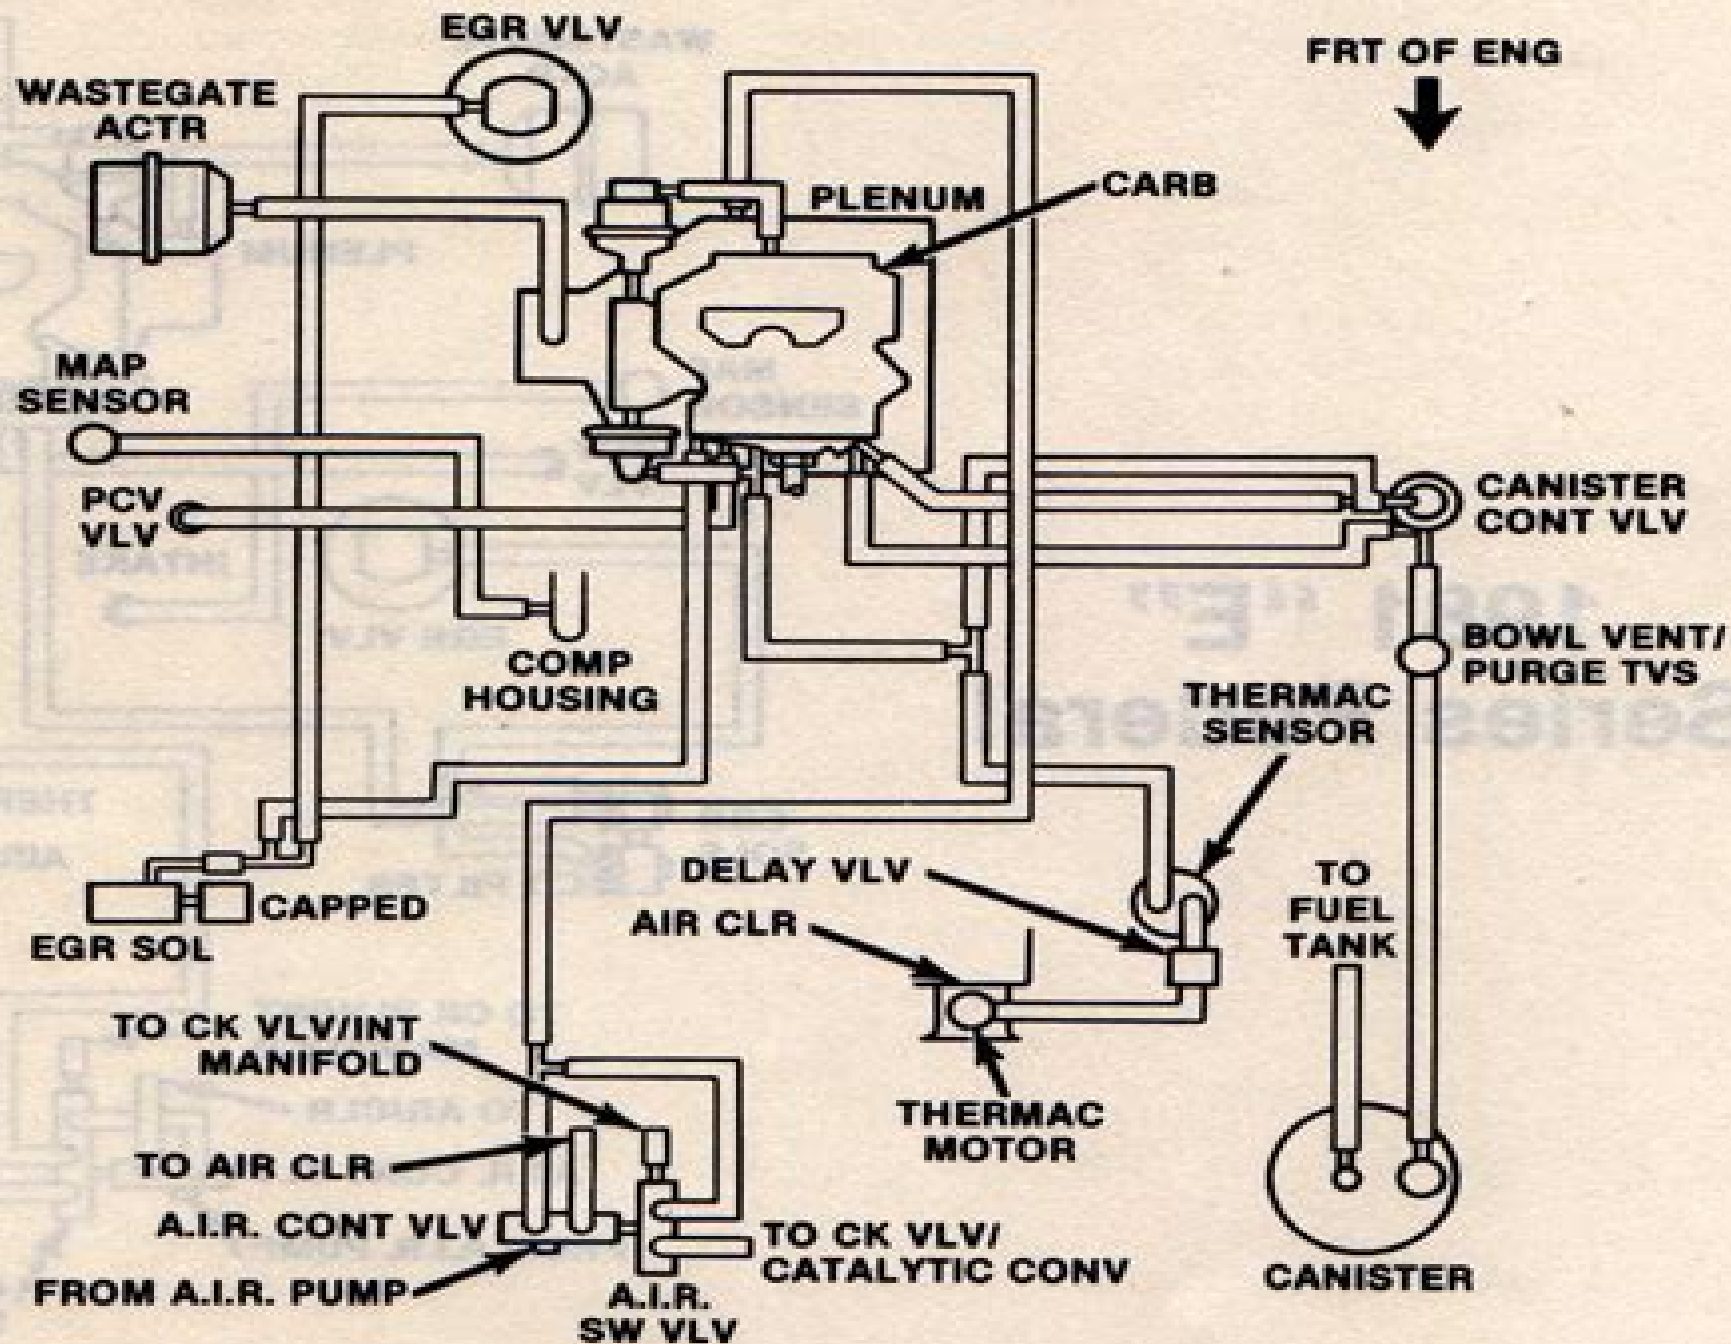 EGR VLV
FRT OF ENG
WASTEGATE
ACTR
PLENUM
CARB
MAP
SENSOR
PCV
VLV
CANISTER
CONT VLV
COMP
HOUSING
BOWL VENT/
PURGE TVS
THERMAC
SENSOR
DELAY VLV
AIR CLR
TO
FUEL
TANK
CAPPED
EGR SOL
TO CK VLV/INT
MANIFOLD
THERMAC
MOTOR
TO AIR CLR
A.I.R. CONT VLV
TO CK VLV/
CATALYTIC CONV
FROM A.I.R. PUMP
A.I.R.
SW VLV
CANISTER